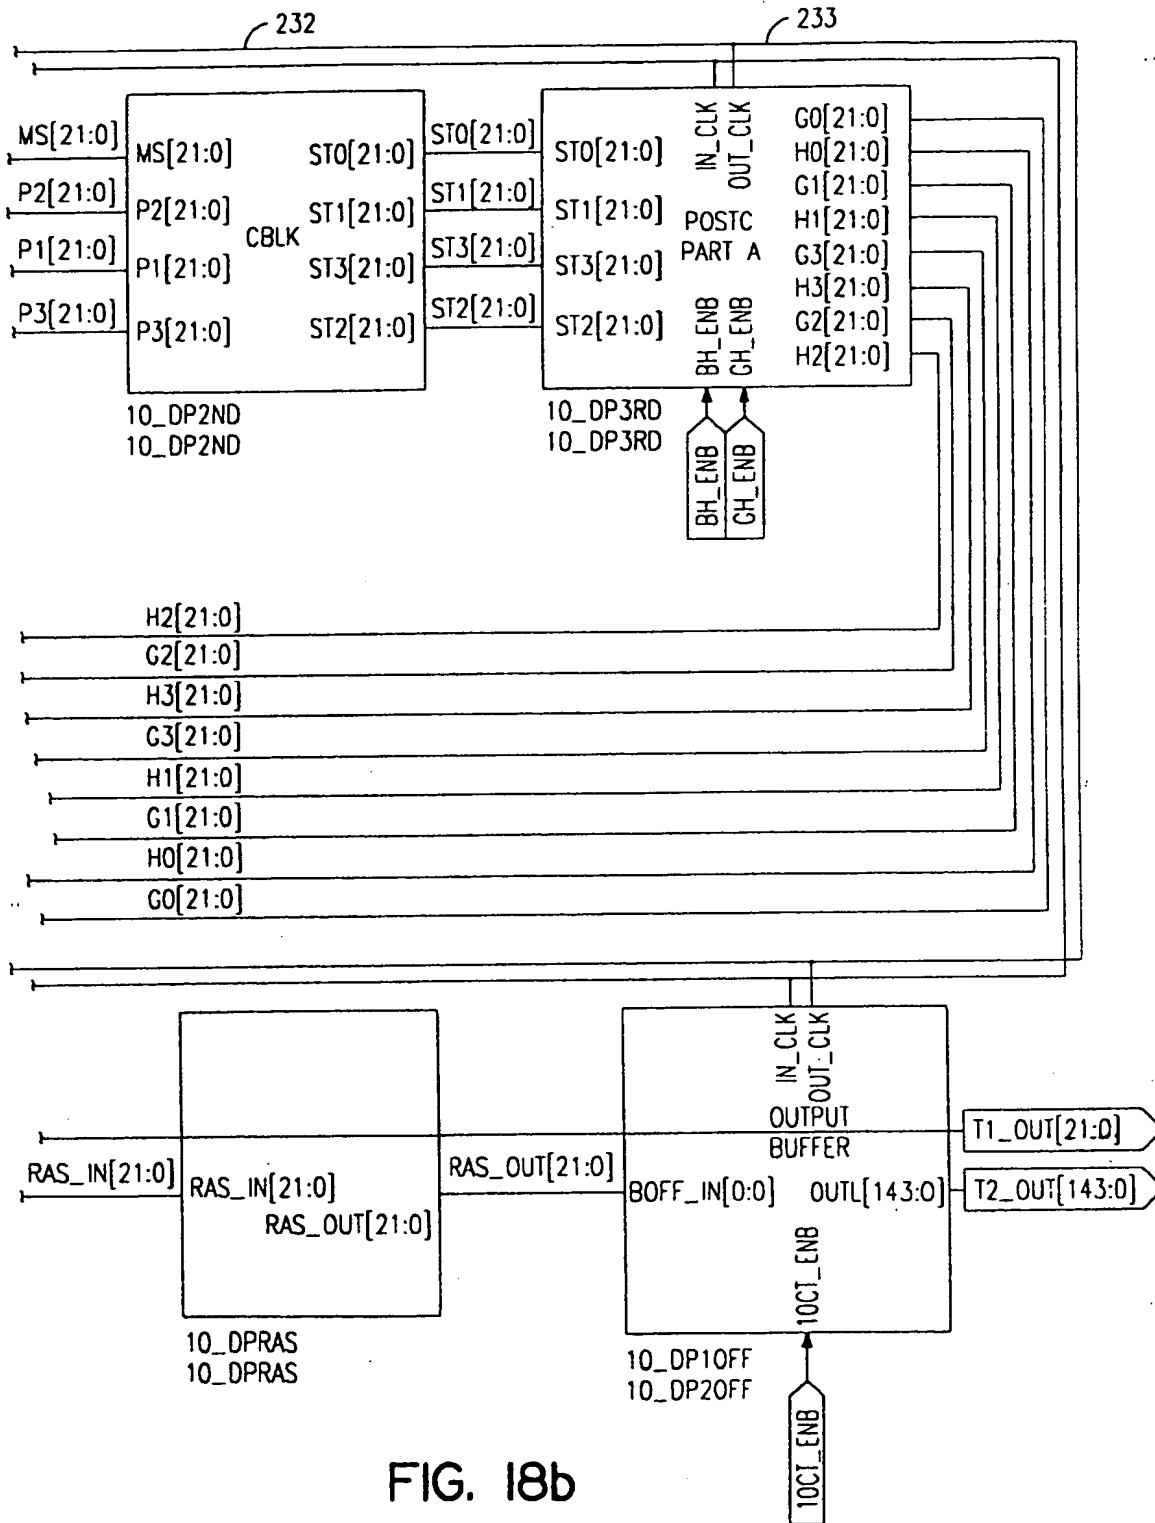 232
233
MS[21:0]
P2[21:0]
P1[21:0]
P3[21:0]
MS[21:0]
P2[21:0]
P1[21:0]
P3[21:0]
CBLK
ST0[21:0]
ST1[21:0]
ST3[21:0]
ST2[21:0]
10_DP2ND
10_DP2ND
ST0[21:0]
ST1[21:0]
ST3[21:0]
ST2[21:0]
ST0[21:0]
ST1[21:0]
ST3[21:0]
ST2[21:0]
IN_CLK
OUT_CLK
POSTC
PART A
BH_ENB
GH_ENB
G0[21:0]
H0[21:0]
G1[21:0]
H1[21:0]
G3[21:0]
H3[21:0]
G2[21:0]
H2[21:0]
10_DP3RD
10_DP3RD
BH_ENB
GH_ENB
H2[21:0]
G2[21:0]
H3[21:0]
G3[21:0]
H1[21:0]
G1[21:0]
H0[21:0]
G0[21:0]
RAS_IN[21:0]
RAS_IN[21:0]
RAS_OUT[21:0]
10_DPRAS
10_DPRAS
RAS_OUT[21:0]
IN_CLK
OUT_CLK
OUTPUT
BUFFER
BOFF_IN[0:0]
OUTL[143:0]
10CT_ENB
T1_OUT[21:0]
T2_OUT[143:0]
10_DP10FF
10_DP20FF
10CT_ENB
FIG. 18b